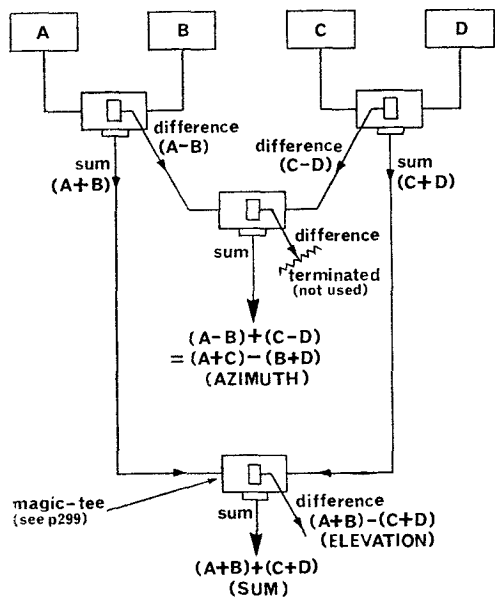 A
B
C
D
difference
(A-B)
difference
(C-D)
sum
(A+B)
sum
(C+D)
difference
sum
terminated
(not used)
(A-B)+(C-D)
=(A+C)-(B+D)
(AZIMUTH)
magic-tee
(see p299)
sum
difference
(A+B)-(C+D)
(ELEVATION)
(A+B)+(C+D)
(SUM)